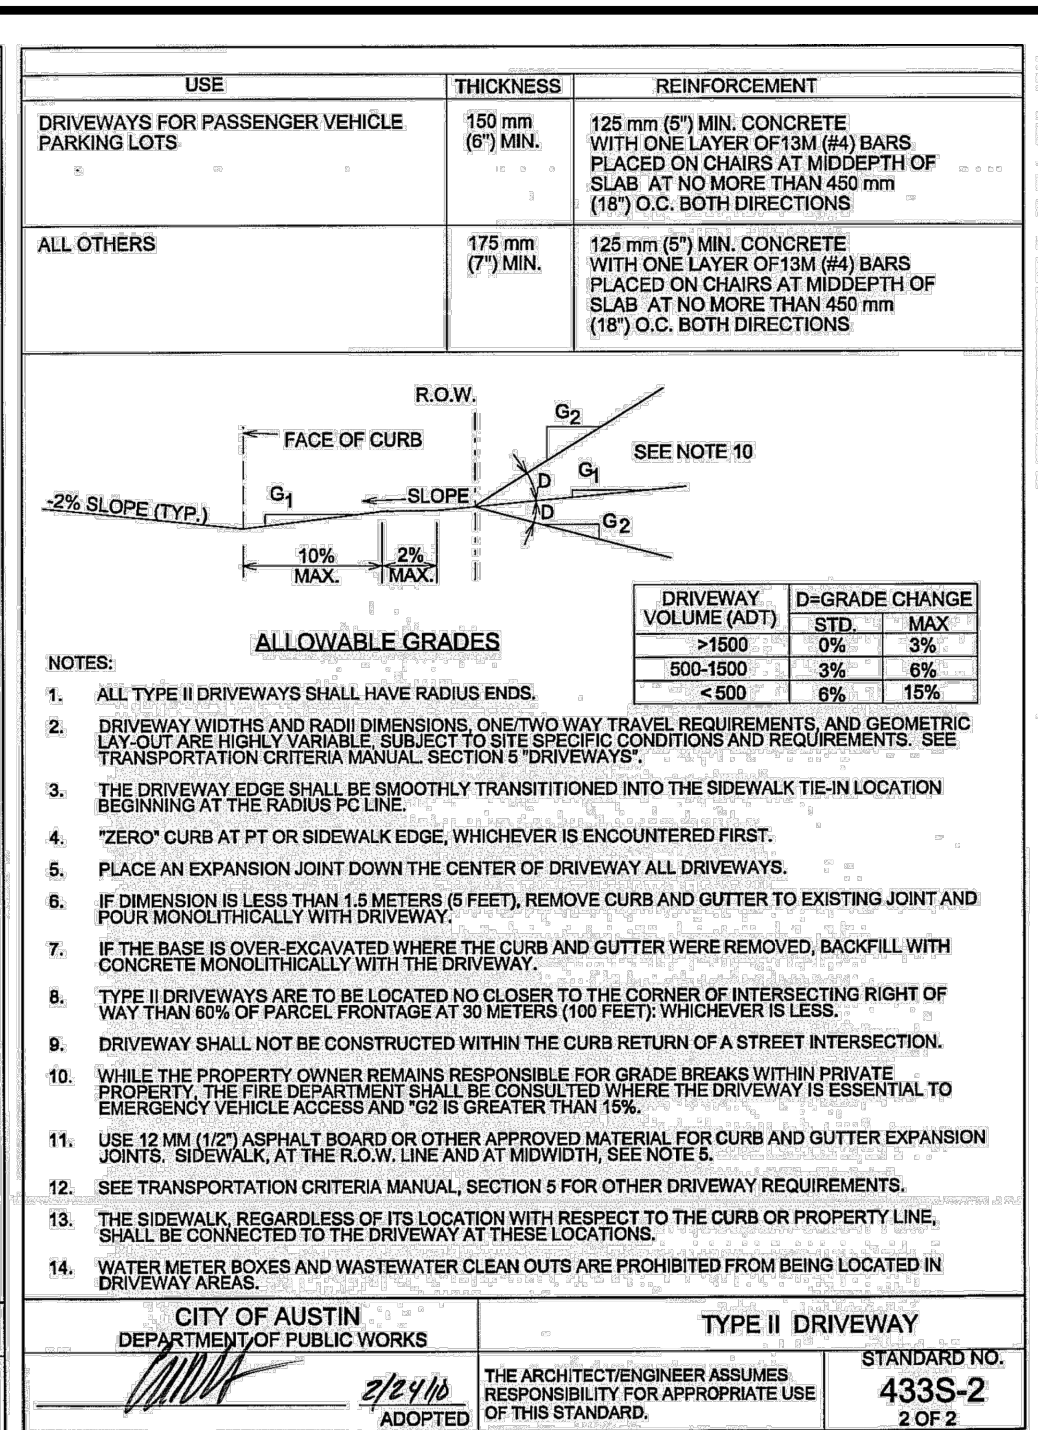 USE THICKNESS REINFORCEMENT
DRIVEWAYS FOR PASSENGER VEHICLE
PARKING LOTS
150 mm
(6") MIN.
125 mm (5") MIN. CONCRETE
WITH ONE LAYER OF13M (#4) BARS
PLACED ON CHAIRS AT MIDDEPTH OF
SLAB AT NO MORE THAN 450 mm
(18") O.C. BOTH DIRECTIONS
ALL OTHERS
175 mm
(7") MIN.
125 mm (5") MIN. CONCRETE
WITH ONE LAYER OF13M (#4) BARS
PLACED ON CHAIRS AT MIDDEPTH OF
SLAB AT NO MORE THAN 450 mm
(18") O.C. BOTH DIRECTIONS
R.O.W.
FACE OF CURB
G2
SEE NOTE 10
D
G1
G1
SLOPE
-2% SLOPE (TYP.)
D
G2
10%
MAX.
2%
MAX.
DRIVEWAY
VOLUME (ADT)
D=GRADE CHANGE
STD. MAX
>1500 0% 3%
500-1500 3% 6%
<500 6% 15%
ALLOWABLE GRADES
NOTES:
1. ALL TYPE II DRIVEWAYS SHALL HAVE RADIUS ENDS.
2. DRIVEWAY WIDTHS AND RADII DIMENSIONS, ONE/TWO WAY TRAVEL REQUIREMENTS, AND GEOMETRIC
LAY-OUT ARE HIGHLY VARIABLE, SUBJECT TO SITE SPECIFIC CONDITIONS AND REQUIREMENTS. SEE
TRANSPORTATION CRITERIA MANUAL. SECTION 5 "DRIVEWAYS".
3. THE DRIVEWAY EDGE SHALL BE SMOOTHLY TRANSITITIONED INTO THE SIDEWALK TIE-IN LOCATION
BEGINNING AT THE RADIUS PC LINE.
4. "ZERO" CURB AT PT OR SIDEWALK EDGE, WHICHEVER IS ENCOUNTERED FIRST.
5. PLACE AN EXPANSION JOINT DOWN THE CENTER OF DRIVEWAY ALL DRIVEWAYS.
6. IF DIMENSION IS LESS THAN 1.5 METERS (5 FEET), REMOVE CURB AND GUTTER TO EXISTING JOINT AND
POUR MONOLITHICALLY WITH DRIVEWAY.
7. IF THE BASE IS OVER-EXCAVATED WHERE THE CURB AND GUTTER WERE REMOVED, BACKFILL WITH
CONCRETE MONOLITHICALLY WITH THE DRIVEWAY.
8. TYPE II DRIVEWAYS ARE TO BE LOCATED NO CLOSER TO THE CORNER OF INTERSECTING RIGHT OF
WAY THAN 60% OF PARCEL FRONTAGE AT 30 METERS (100 FEET): WHICHEVER IS LESS.
9. DRIVEWAY SHALL NOT BE CONSTRUCTED WITHIN THE CURB RETURN OF A STREET INTERSECTION.
10. WHILE THE PROPERTY OWNER REMAINS RESPONSIBLE FOR GRADE BREAKS WITHIN PRIVATE
PROPERTY, THE FIRE DEPARTMENT SHALL BE CONSULTED WHERE THE DRIVEWAY IS ESSENTIAL TO
EMERGENCY VEHICLE ACCESS AND "G2 IS GREATER THAN 15%.
11. USE 12 MM (1/2") ASPHALT BOARD OR OTHER APPROVED MATERIAL FOR CURB AND GUTTER EXPANSION
JOINTS. SIDEWALK, AT THE R.O.W. LINE AND AT MIDWIDTH, SEE NOTE 5.
12. SEE TRANSPORTATION CRITERIA MANUAL, SECTION 5 FOR OTHER DRIVEWAY REQUIREMENTS.
13. THE SIDEWALK, REGARDLESS OF ITS LOCATION WITH RESPECT TO THE CURB OR PROPERTY LINE,
SHALL BE CONNECTED TO THE DRIVEWAY AT THESE LOCATIONS.
14. WATER METER BOXES AND WASTEWATER CLEAN OUTS ARE PROHIBITED FROM BEING LOCATED IN
DRIVEWAY AREAS.
CITY OF AUSTIN
DEPARTMENT OF PUBLIC WORKS
2/24/10
ADOPTED
TYPE II DRIVEWAY
THE ARCHITECT/ENGINEER ASSUMES
RESPONSIBILITY FOR APPROPRIATE USE
OF THIS STANDARD.
STANDARD NO.
433S-2
2 OF 2